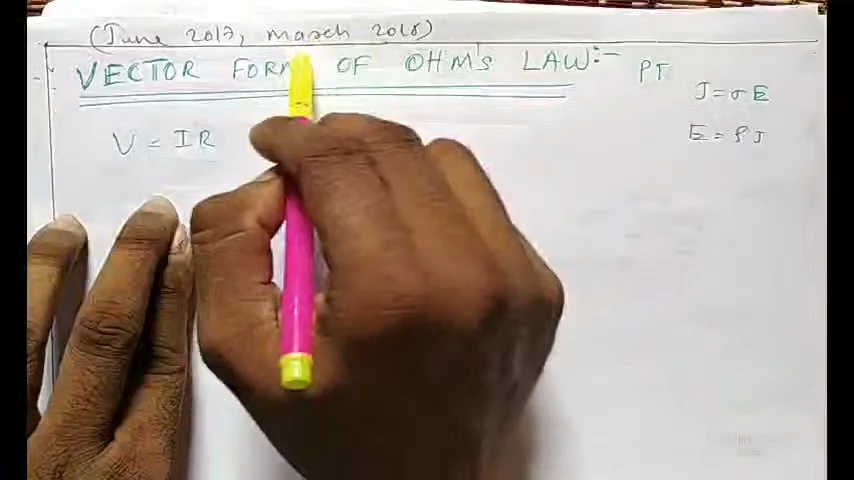 (June 2017, march 2018)
VECTOR FORM OF OHM'S LAW:- PT
J = σE
V = IR
E = ρJ